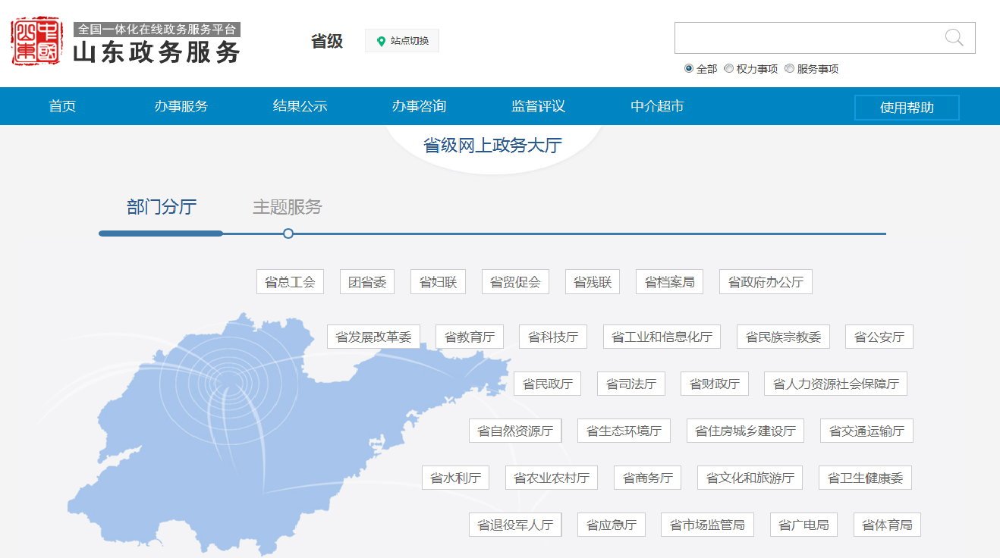 全国一体化在线政务服务平台
山东政务服务
省级
站点切换
全部 权力事项 服务事项
首页 办事服务 结果公示 办事咨询 监督评议 中介超市 使用帮助
省级网上政务大厅
部门分厅 主题服务
省总工会 团省委 省妇联 省贸促会 省残联 省档案局 省政府办公厅
省发展改革委 省教育厅 省科技厅 省工业和信息化厅 省民族宗教委 省公安厅
省民政厅 省司法厅 省财政厅 省人力资源社会保障厅
省自然资源厅 省生态环境厅 省住房城乡建设厅 省交通运输厅
省水利厅 省农业农村厅 省商务厅 省文化和旅游厅 省卫生健康委
省退役军人厅 省应急厅 省市场监管局 省广电局 省体育局